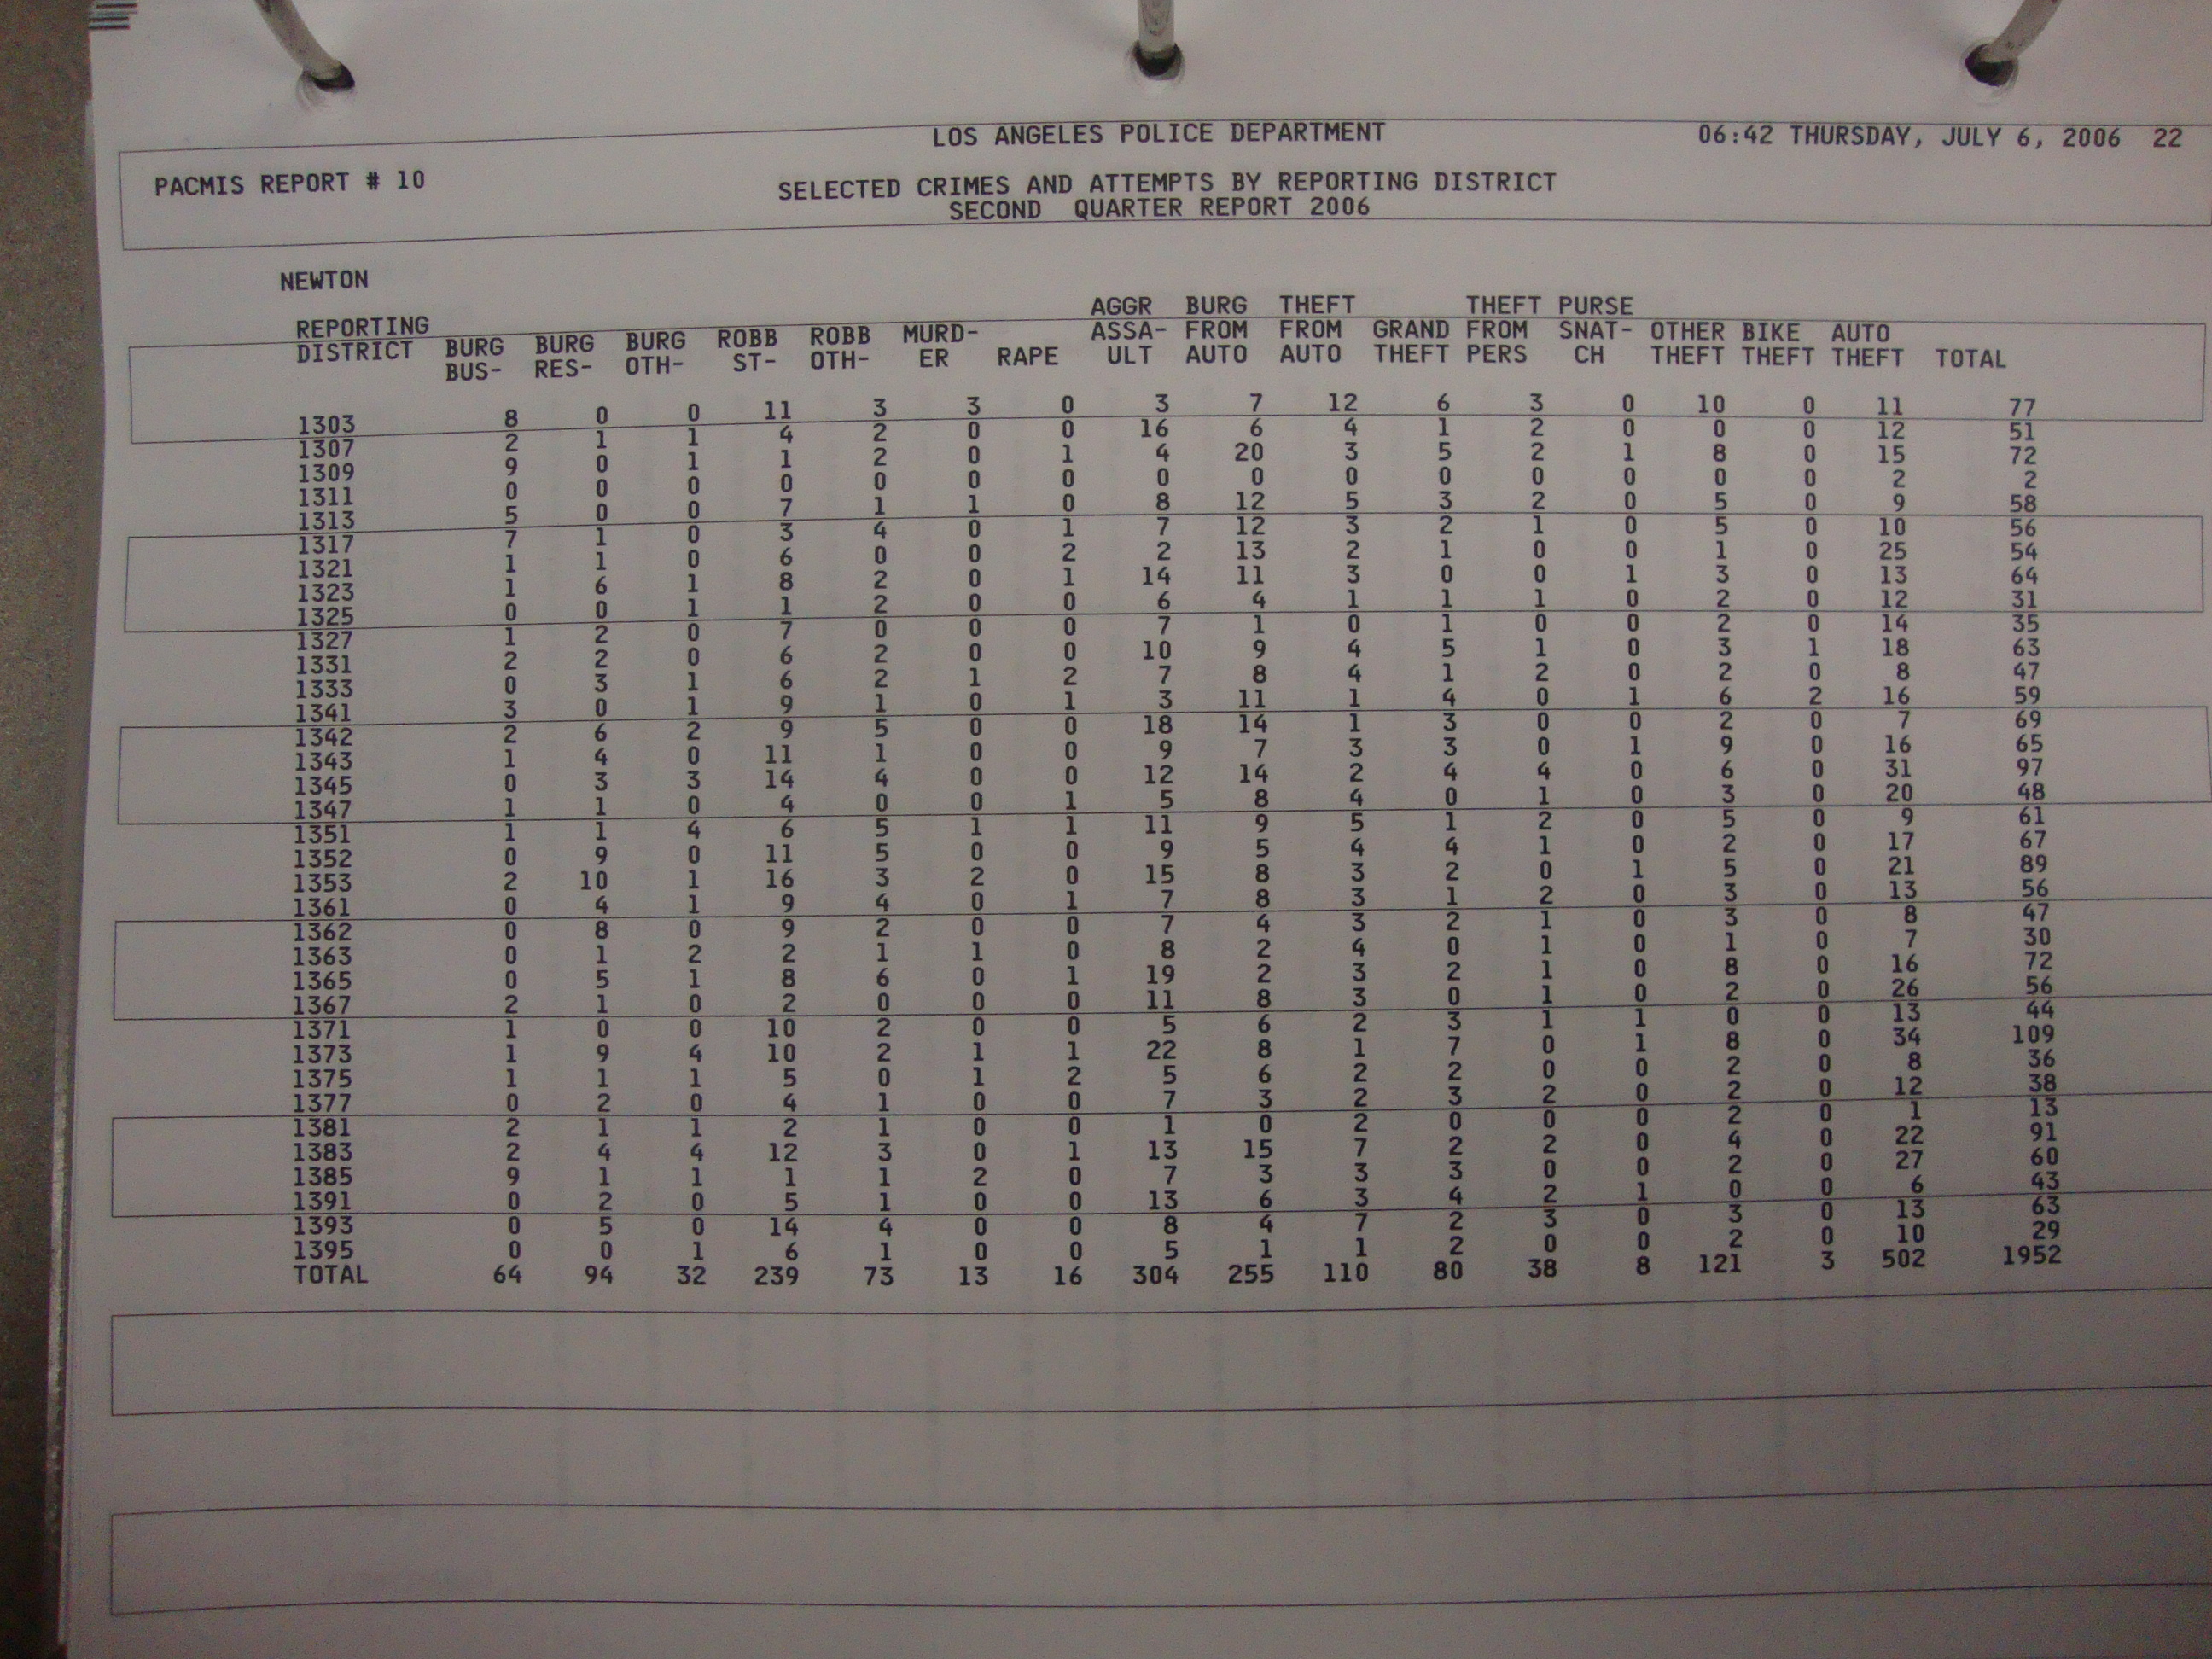 LOS ANGELES POLICE DEPARTMENT 06:42 THURSDAY, JULY 6, 2006 22
PACMIS REPORT # 10
SELECTED CRIMES AND ATTEMPTS BY REPORTING DISTRICT
SECOND QUARTER REPORT 2006
NEWTON
AGGR BURG THEFT THEFT PURSE
REPORTING BURG BURG BURG ROBB ROBB MURD- ASSA- FROM FROM GRAND FROM SNAT- OTHER BIKE AUTO
DISTRICT BUS- RES- OTH- ST- OTH- ER RAPE ULT AUTO AUTO THEFT PERS CH THEFT THEFT THEFT TOTAL
1303 8 0 0 11 3 3 0 3 7 12 6 3 0 10 0 11 77
1307 2 1 1 4 2 0 0 16 6 4 1 2 0 0 0 12 51
1309 9 0 1 1 2 0 1 4 20 3 5 2 1 8 0 15 72
1311 0 0 0 0 0 0 0 0 0 0 0 0 0 0 0 2 2
1313 5 0 0 7 1 1 0 8 12 5 3 2 0 5 0 9 58
1317 7 1 0 3 4 0 1 7 12 3 2 1 0 5 0 10 56
1321 1 1 0 6 0 0 2 2 13 2 1 0 0 1 0 25 54
1323 1 6 1 8 2 0 1 14 11 3 0 0 1 3 0 13 64
1325 0 0 1 1 2 0 0 6 4 1 1 1 0 2 0 12 31
1327 1 2 0 7 0 0 0 7 1 0 1 0 0 2 0 14 35
1331 2 2 0 6 2 0 0 10 9 4 5 1 0 3 1 18 63
1333 0 3 1 6 2 1 2 7 8 4 1 2 0 2 0 8 47
1341 3 0 1 9 1 0 1 3 11 1 4 0 1 6 2 16 59
1342 2 6 2 9 5 0 0 18 14 1 3 0 0 2 0 7 69
1343 1 4 0 11 1 0 0 9 7 3 3 0 1 9 0 16 65
1345 0 3 3 14 4 0 0 12 14 2 4 4 0 6 0 31 97
1347 1 1 0 4 0 0 1 5 8 4 0 1 0 3 0 20 48
1351 1 1 4 6 5 1 1 11 9 5 1 2 0 5 0 9 61
1352 0 9 0 11 5 0 0 9 5 4 4 1 0 2 0 17 67
1353 2 10 1 16 3 2 0 15 8 3 2 0 1 5 0 21 89
1361 0 4 1 9 4 0 1 7 8 3 1 2 0 3 0 13 56
1362 0 8 0 9 2 0 0 7 4 3 2 1 0 3 0 8 47
1363 0 1 2 2 1 1 0 8 2 4 0 1 0 1 0 7 30
1365 0 5 1 8 6 0 1 19 2 3 2 1 0 8 0 16 72
1367 2 1 0 2 0 0 0 11 8 3 0 1 0 2 0 26 56
1371 1 0 0 10 2 0 0 5 6 2 3 1 1 0 0 13 44
1373 1 9 4 10 2 1 1 22 8 1 7 0 1 8 0 34 109
1375 1 1 1 5 0 1 2 5 6 2 2 0 0 2 0 8 36
1377 0 2 0 4 1 0 0 7 3 2 3 2 0 2 0 12 38
1381 2 1 1 2 1 0 0 1 0 2 0 0 0 2 0 1 13
1383 2 4 4 12 3 0 1 13 15 7 2 2 0 4 0 22 91
1385 9 1 1 1 1 2 0 7 3 3 3 0 0 2 0 27 60
1391 0 2 0 5 1 0 0 13 6 3 4 2 1 0 0 6 43
1393 0 5 0 14 4 0 0 8 4 7 2 3 0 3 0 13 63
1395 0 0 1 6 1 0 0 5 1 1 2 0 0 2 0 10 29
TOTAL 64 94 32 239 73 13 16 304 255 110 80 38 8 121 3 502 1952